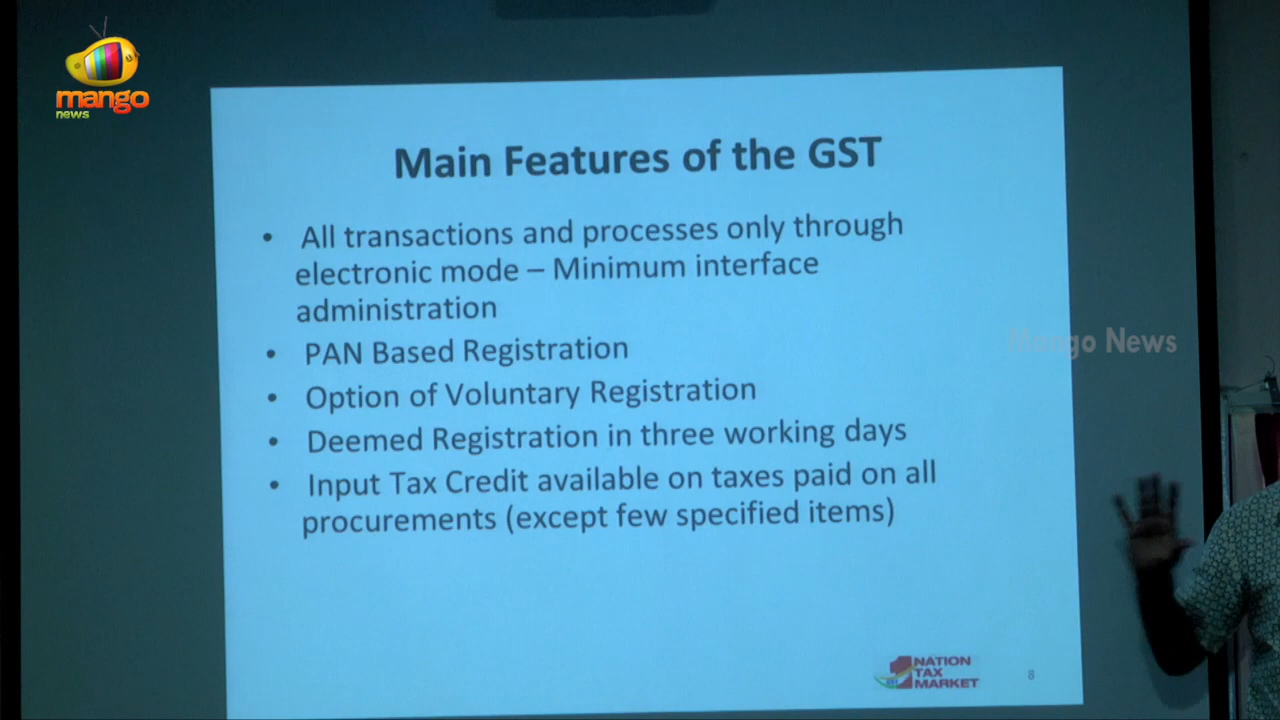 mango
news
Main Features of the GST
• All transactions and processes only through
electronic mode – Minimum interface
administration
• PAN Based Registration
• Option of Voluntary Registration
• Deemed Registration in three working days
• Input Tax Credit available on taxes paid on all
procurements (except few specified items)
Mango News
1 NATION
TAX
MARKET
8